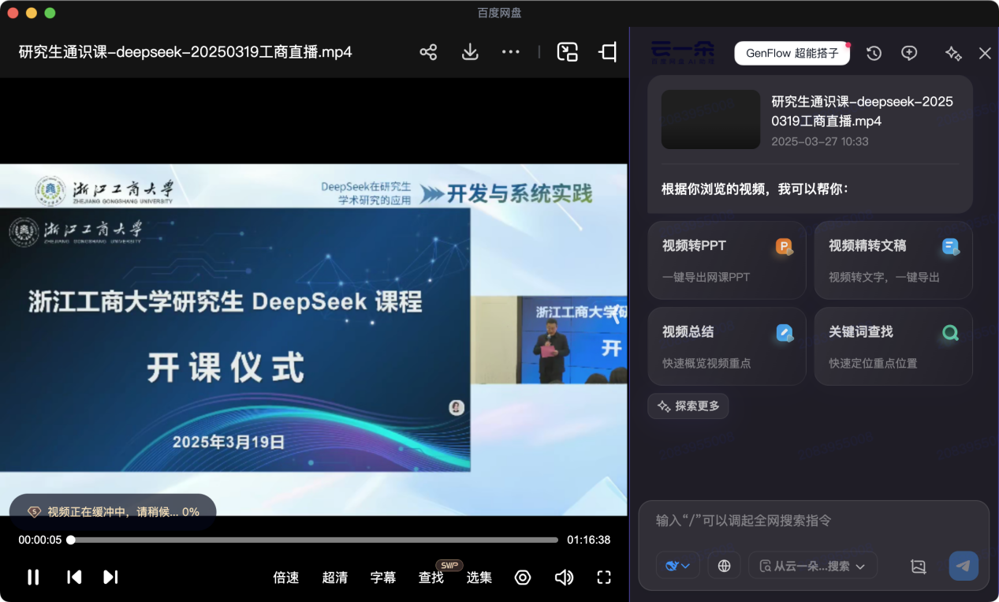 百度网盘
研究生通识课-deepseek-20250319工商直播.mp4
浙江工商大学
ZHEJIANG GONGSHANG UNIVERSITY
DeepSeek在研究生
学术研究的应用
开发与系统实践
浙江工商大学
ZHEJIANG GONGSHANG UNIVERSITY
浙江工商大学研究生 DeepSeek 课程
开课仪式
2025年3月19日
浙江工商大学研
开
视频正在缓冲中，请稍候... 0%
00:00:05
01:16:38
倍速
超清
字幕
查找
SVIP
选集
云一朵
百度网盘AI助理
GenFlow 超能搭子
研究生通识课-deepseek-2025
0319工商直播.mp4
2025-03-27 10:33
根据你浏览的视频，我可以帮你：
视频转PPT
一键导出网课PPT
视频精转文稿
视频转文字，一键导出
视频总结
快速概览视频重点
关键词查找
快速定位重点位置
探索更多
输入“/”可以调起全网搜索指令
从云一朵...搜索